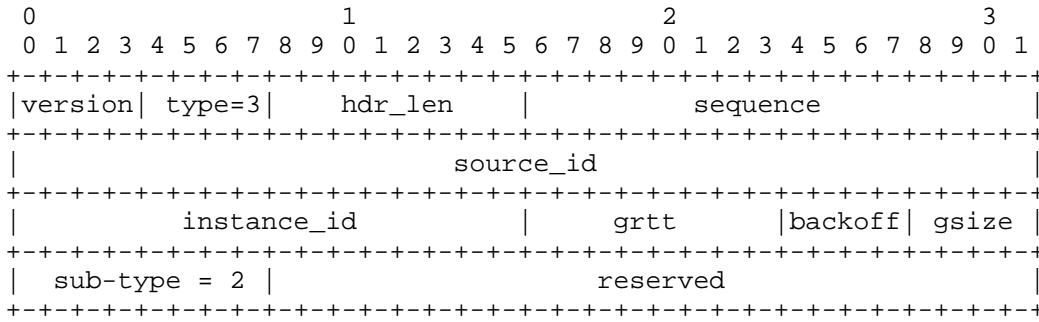 0                   1                   2                   3
 0 1 2 3 4 5 6 7 8 9 0 1 2 3 4 5 6 7 8 9 0 1 2 3 4 5 6 7 8 9 0 1
+-+-+-+-+-+-+-+-+-+-+-+-+-+-+-+-+-+-+-+-+-+-+-+-+-+-+-+-+-+-+-+-+
|version| type=3|    hdr_len    |          sequence             |
+-+-+-+-+-+-+-+-+-+-+-+-+-+-+-+-+-+-+-+-+-+-+-+-+-+-+-+-+-+-+-+-+
|                           source_id                           |
+-+-+-+-+-+-+-+-+-+-+-+-+-+-+-+-+-+-+-+-+-+-+-+-+-+-+-+-+-+-+-+-+
|          instance_id          |     grtt      |backoff| gsize |
+-+-+-+-+-+-+-+-+-+-+-+-+-+-+-+-+-+-+-+-+-+-+-+-+-+-+-+-+-+-+-+-+
|  sub-type = 2 |                    reserved                   |
+-+-+-+-+-+-+-+-+-+-+-+-+-+-+-+-+-+-+-+-+-+-+-+-+-+-+-+-+-+-+-+-+